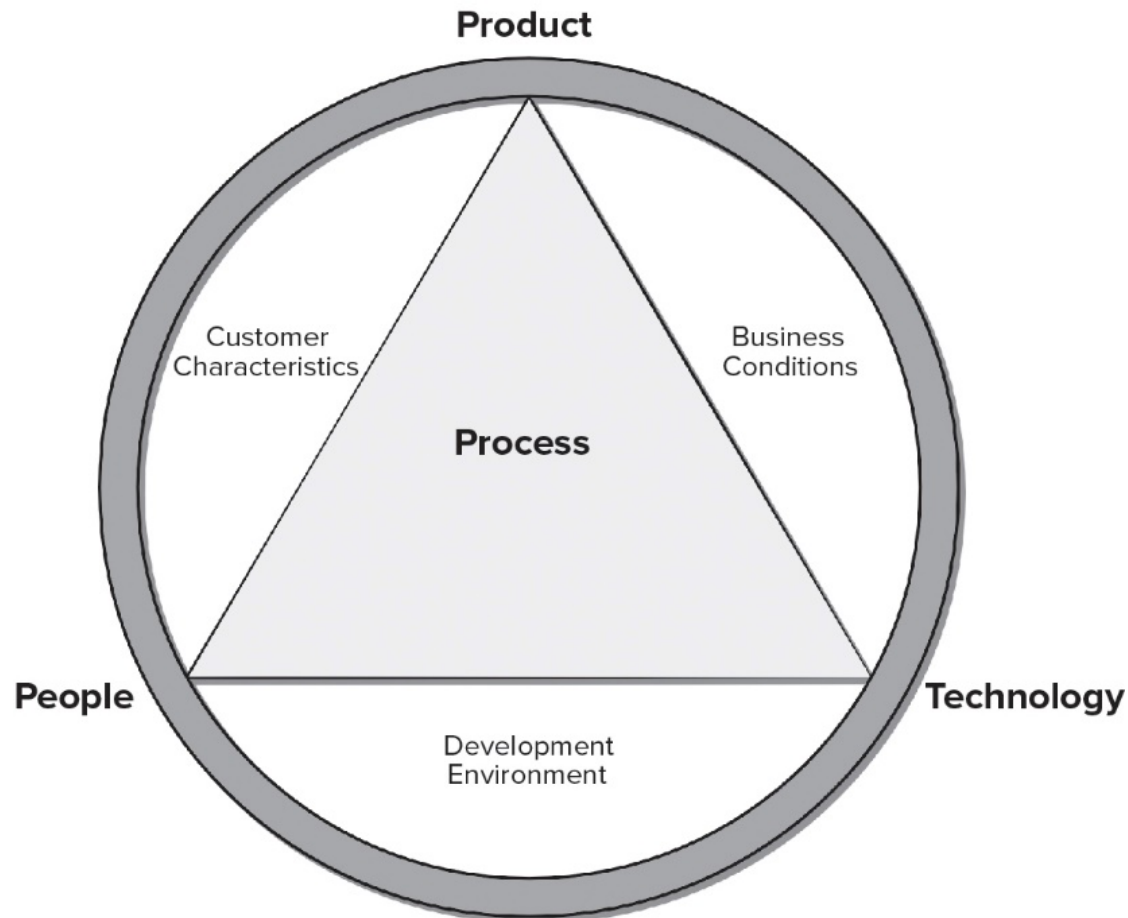 Product
Customer
Characteristics
Business
Conditions
Process
People
Technology
Development
Environment